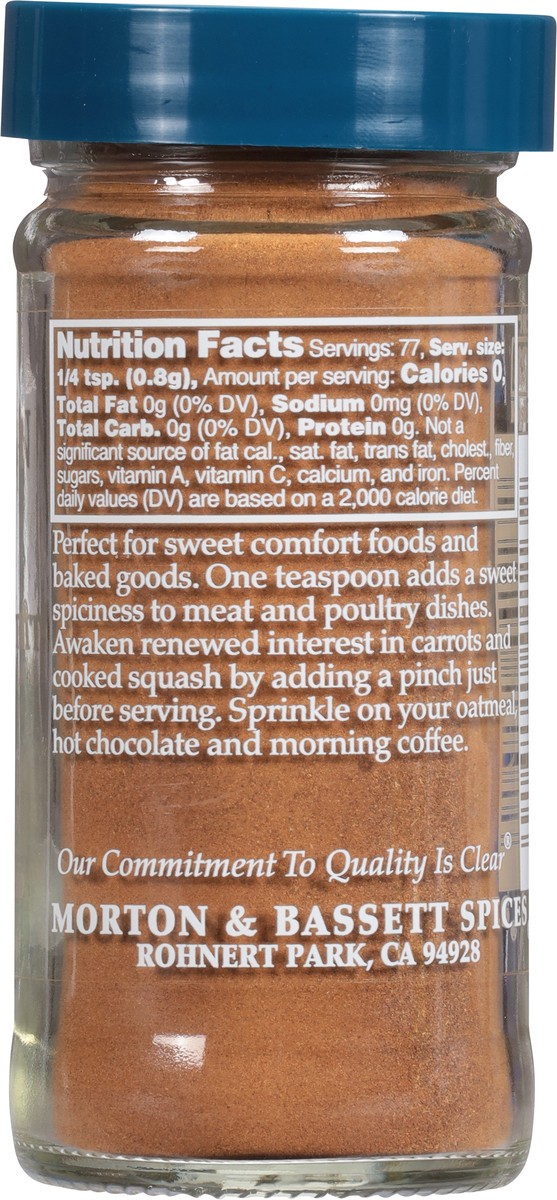 Nutrition Facts Servings: 77, Serv. size:
1/4 tsp. (0.8g), Amount per serving: Calories 0,
Total Fat 0g (0% DV), Sodium 0mg (0% DV),
Total Carb. 0g (0% DV), Protein 0g. Not a
significant source of fat cal., sat. fat, trans fat, cholest., fiber,
sugars, vitamin A, vitamin C, calcium, and iron. Percent
daily values (DV) are based on a 2,000 calorie diet.
Perfect for sweet comfort foods and
baked goods. One teaspoon adds a sweet
spiciness to meat and poultry dishes.
Awaken renewed interest in carrots and
cooked squash by adding a pinch just
before serving. Sprinkle on your oatmeal,
hot chocolate and morning coffee.
Our Commitment To Quality Is Clear®
MORTON & BASSETT SPICES
ROHNERT PARK, CA 94928